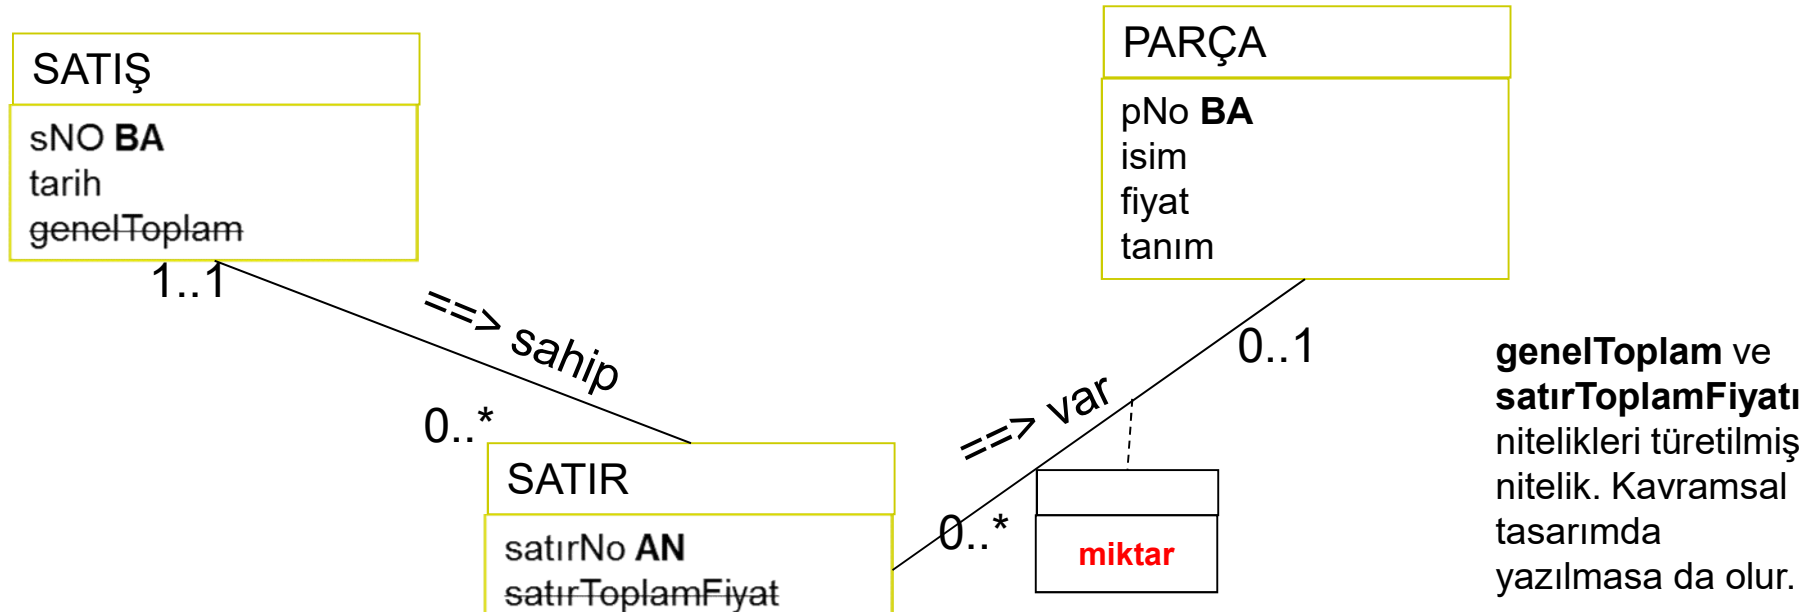 SATIŞ
sNO BA
tarih
genelToplam
1..1
==> sahip
0..*
SATIR
satırNo AN
satırToplamFiyat
PARÇA
pNo BA
isim
fiyat
tanım
0..1
==> var
0..*
miktar
genelToplam ve
satırToplamFiyatı
nitelikleri türetilmiş
nitelik. Kavramsal
tasarımda
yazılmasa da olur.